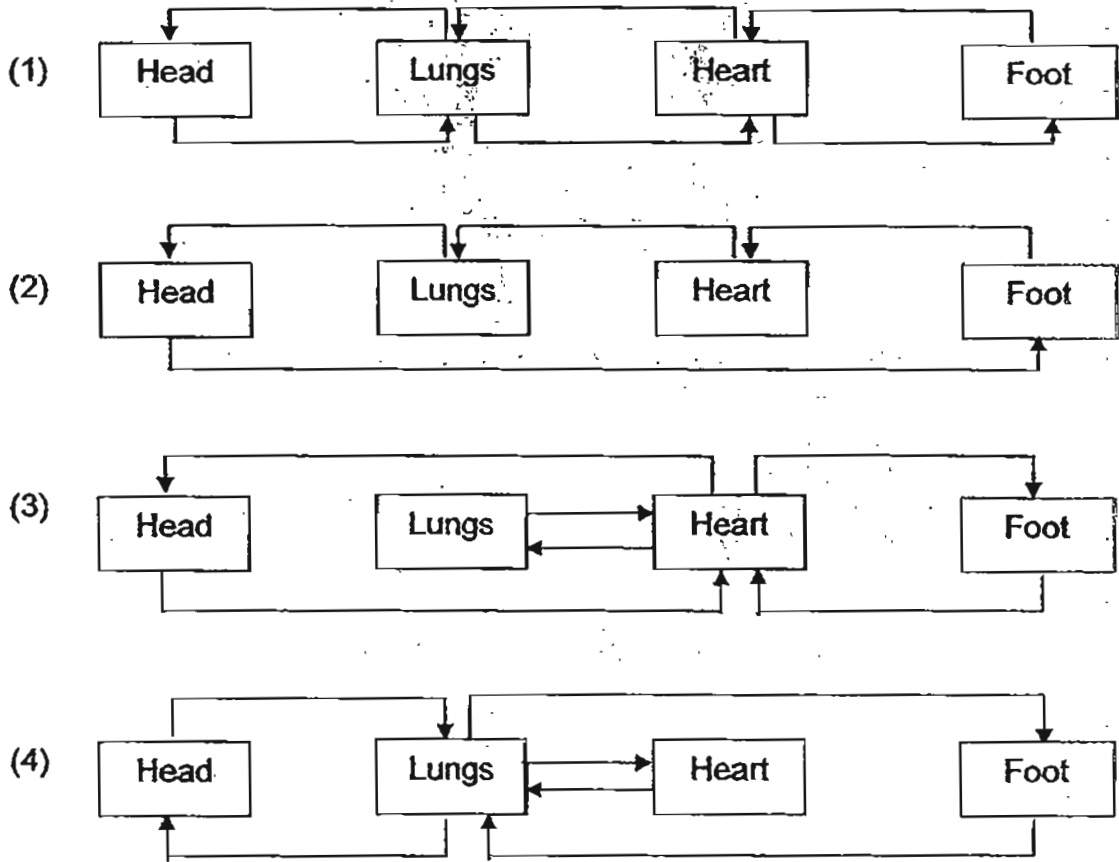 (1) Head Lungs Heart Foot
(2) Head Lungs Heart Foot
(3) Head Lungs Heart Foot
(4) Head Lungs Heart Foot